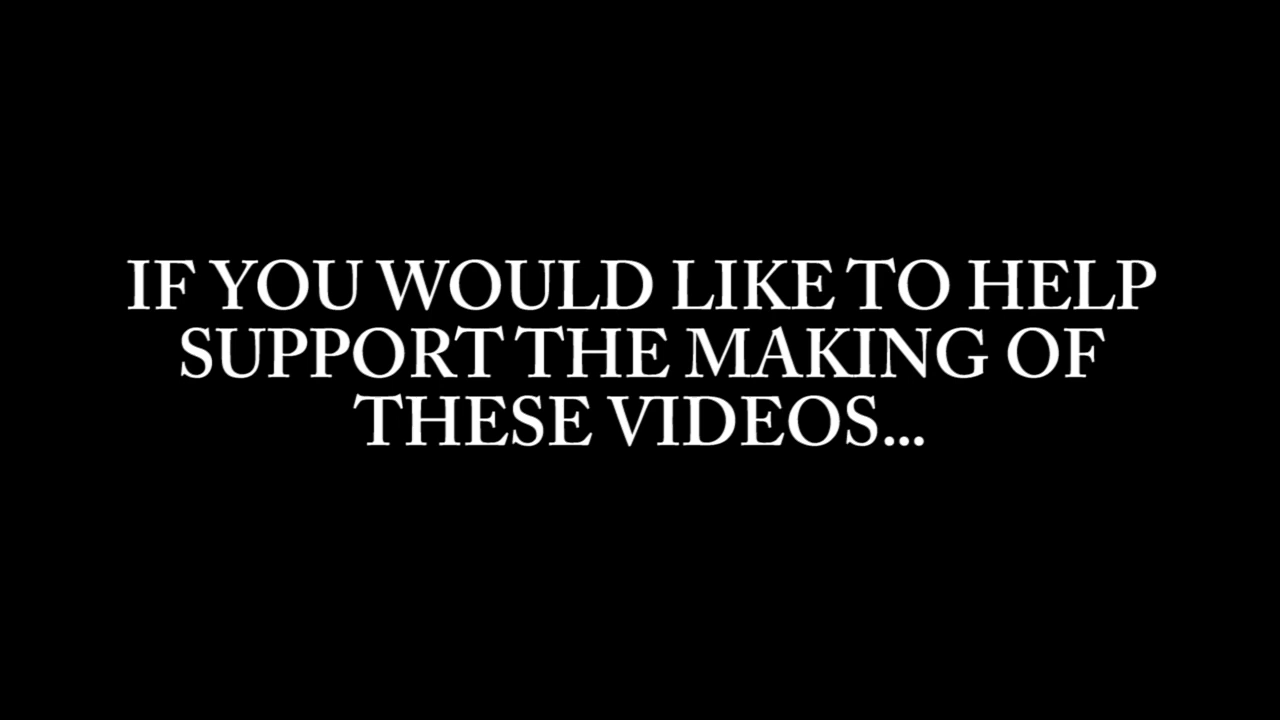 IF YOU WOULD LIKE TO HELP
SUPPORT THE MAKING OF
THESE VIDEOS...